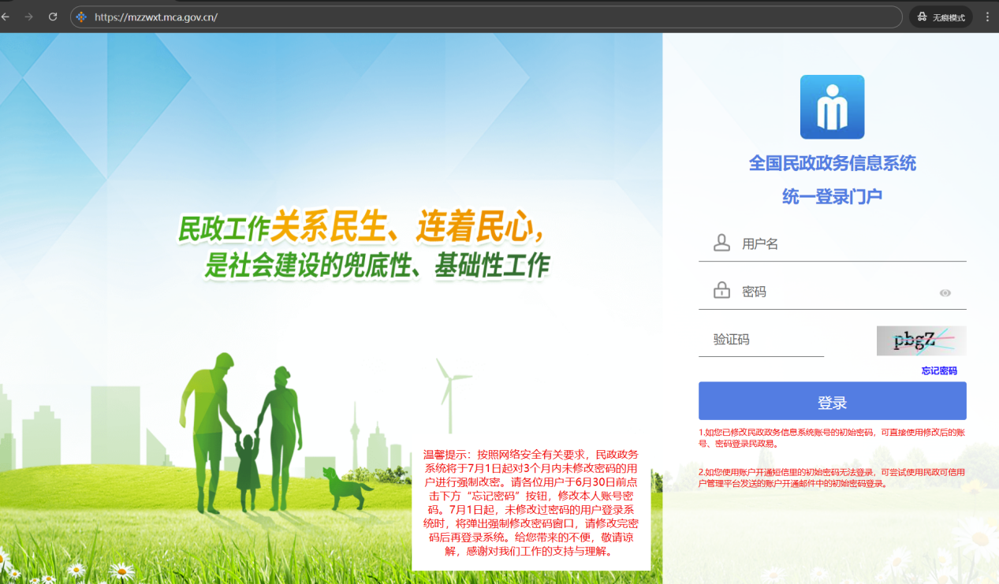 https://mzzwxt.mca.gov.cn/
无痕模式
民政工作关系民生、连着民心，
是社会建设的兜底性、基础性工作
温馨提示：按照网络安全有关要求，民政政务
系统将于7月1日起对3个月内未修改密码的用
户进行强制改密。请各位用户于6月30日前点
击下方“忘记密码”按钮，修改本人账号密
码。7月1日起，未修改过密码的用户登录系
统时，将弹出强制修改密码窗口，请修改完密
码后再登录系统。给您带来的不便，敬请谅
解，感谢对我们工作的支持与理解。
全国民政政务信息系统
统一登录门户
用户名
密码
验证码
pbgZ
忘记密码
登录
1.如您已修改民政政务信息系统账号的初始密码，可直接使用修改后的账
号、密码登录民政易。
2.如您使用账户开通短信里的初始密码无法登录，可尝试使用民政可信用
户管理平台发送的账户开通邮件中的初始密码登录。